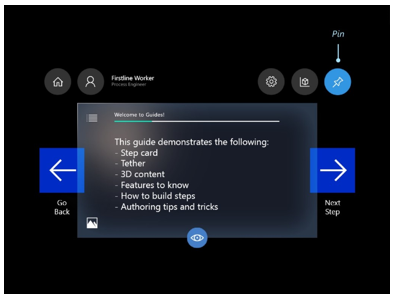 Pin
Firstline Worker
Process Engineer
Welcome to Guides!
This guide demonstrates the following:
- Step card
- Tether
- 3D content
- Features to know
- How to build steps
- Authoring tips and tricks
Go
Back
Next
Step